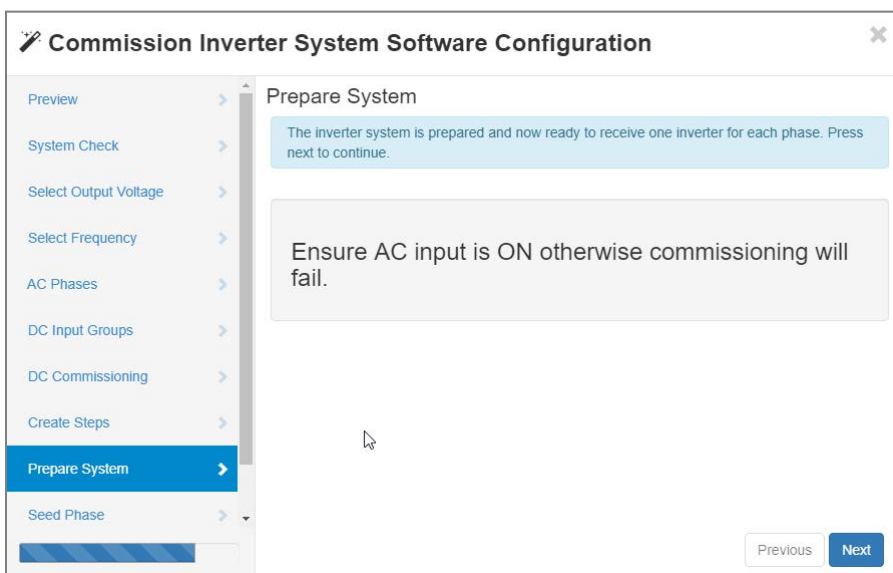 Commission Inverter System Software Configuration
Preview
System Check
Select Output Voltage
Select Frequency
AC Phases
DC Input Groups
DC Commissioning
Create Steps
Prepare System
Seed Phase
Prepare System
The inverter system is prepared and now ready to receive one inverter for each phase. Press
next to continue.
Ensure AC input is ON otherwise commissioning will
fail.
Previous
Next